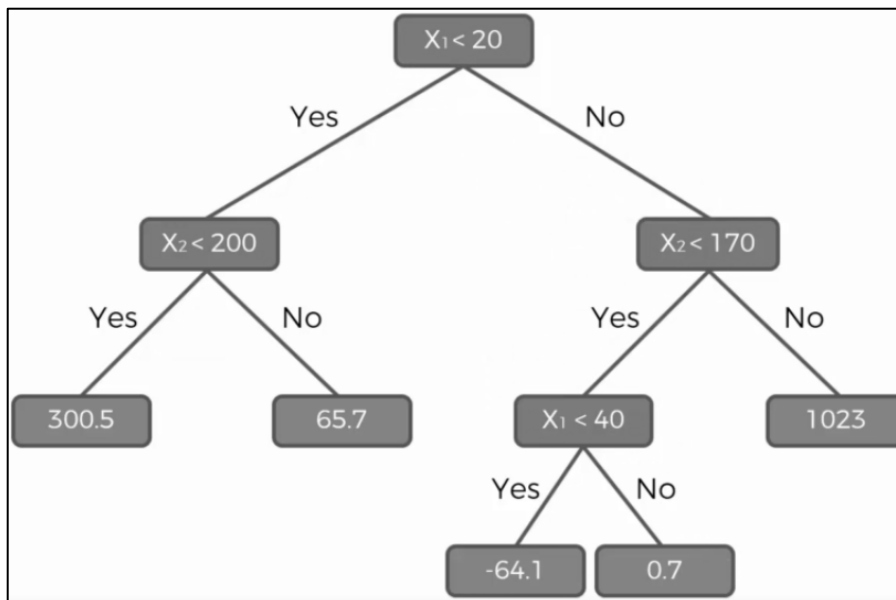 X₁ < 20
Yes
No
X₂ < 200
X₂ < 170
Yes
No
Yes
No
300.5
65.7
X₁ < 40
1023
Yes
No
-64.1
0.7